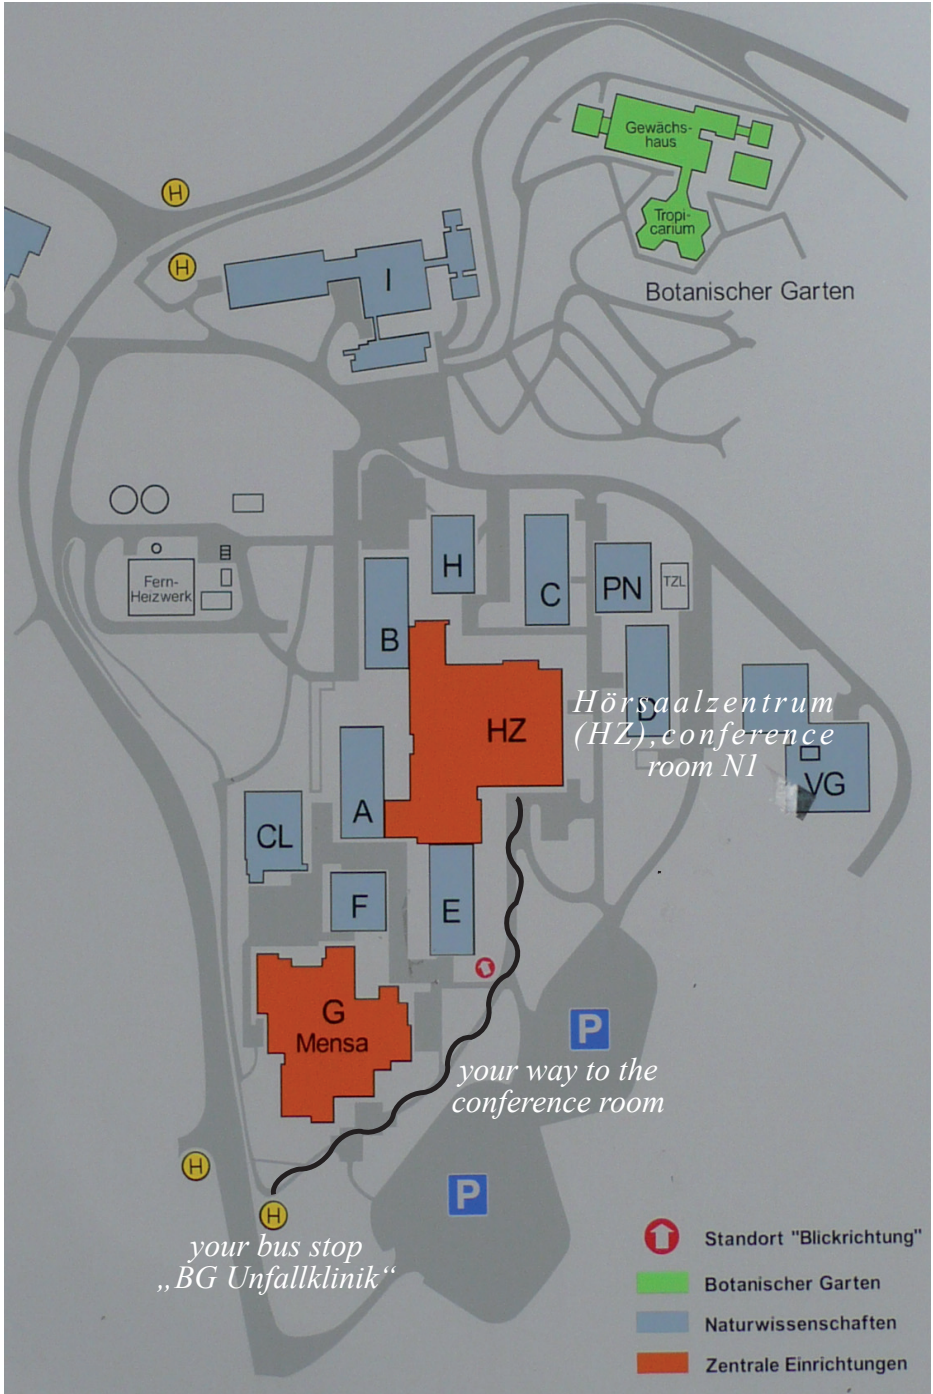 Gewächs-
haus
Tropi-
carium
Botanischer Garten
H
H
I
Fern-
Heizwerk
H
C
PN
TZL
B
D
HZ
Hörsaalzentrum
(HZ), conference
room N1
VG
A
CL
F
E
G
Mensa
P
your way to the
conference room
H
P
H
your bus stop
„BG Unfallklinik“
Standort "Blickrichtung"
Botanischer Garten
Naturwissenschaften
Zentrale Einrichtungen